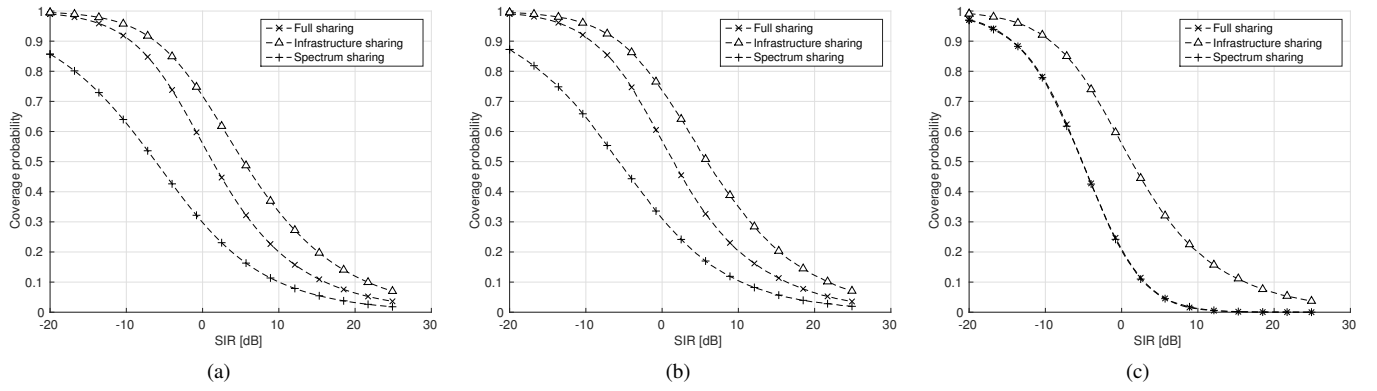 Coverage probability
1
0.9
0.8
0.7
0.6
0.5
0.4
0.3
0.2
0.1
0
-20
-10
0
10
20
30
SIR [dB]
Full sharing
Infrastructure sharing
Spectrum sharing
(a)
Coverage probability
1
0.9
0.8
0.7
0.6
0.5
0.4
0.3
0.2
0.1
0
-20
-10
0
10
20
30
SIR [dB]
Full sharing
Infrastructure sharing
Spectrum sharing
(b)
Coverage probability
1
0.9
0.8
0.7
0.6
0.5
0.4
0.3
0.2
0.1
0
-20
-10
0
10
20
30
SIR [dB]
Full sharing
Infrastructure sharing
Spectrum sharing
(c)